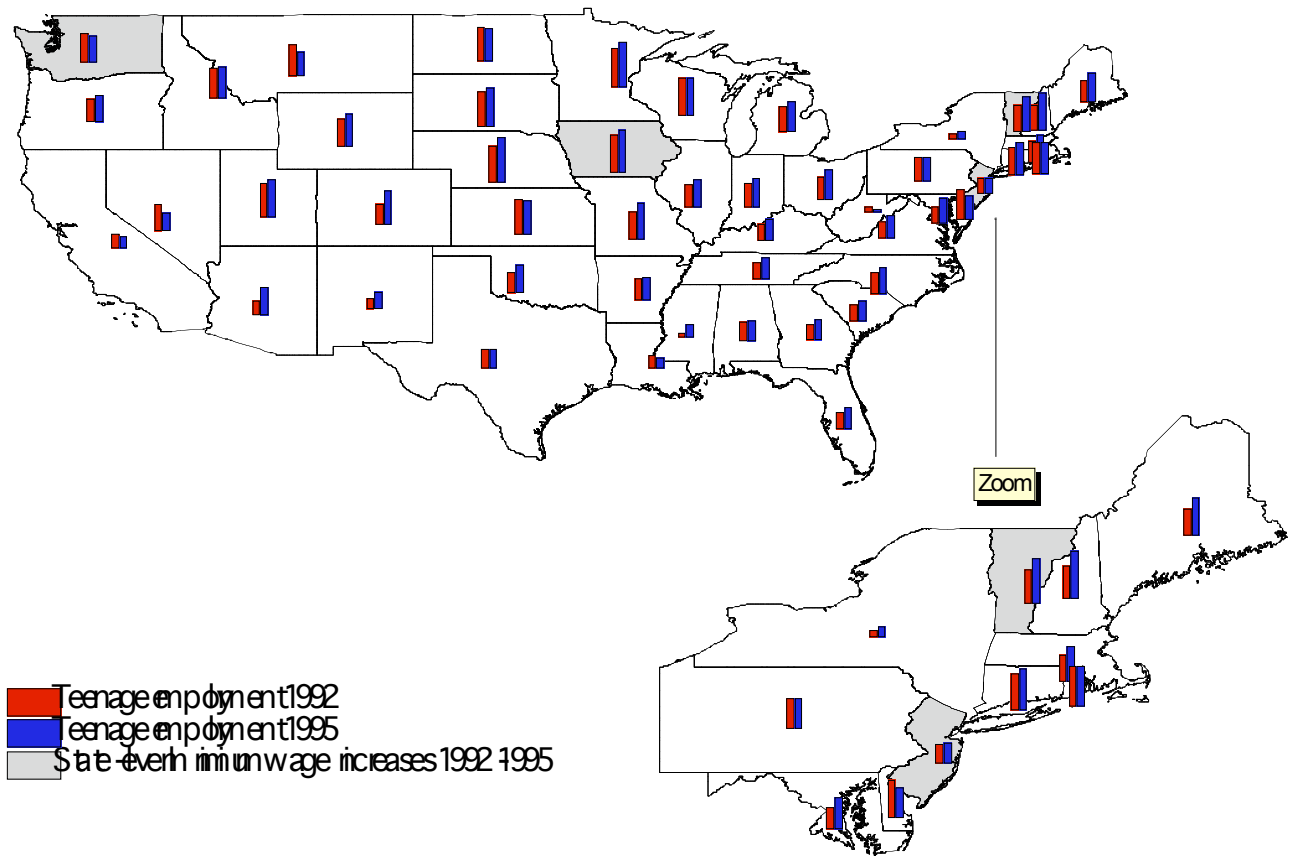 Zoom
Teenage employment 1992
Teenage employment 1995
State-level minimum wage increases 1992-1995